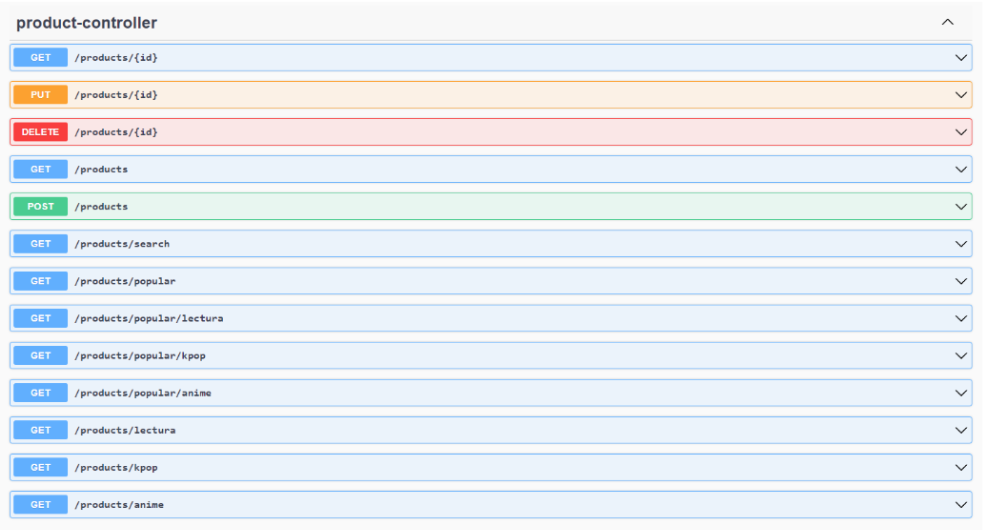 product-controller
GET /products/{id}
PUT /products/{id}
DELETE /products/{id}
GET /products
POST /products
GET /products/search
GET /products/popular
GET /products/popular/lectura
GET /products/popular/kpop
GET /products/popular/anime
GET /products/lectura
GET /products/kpop
GET /products/anime